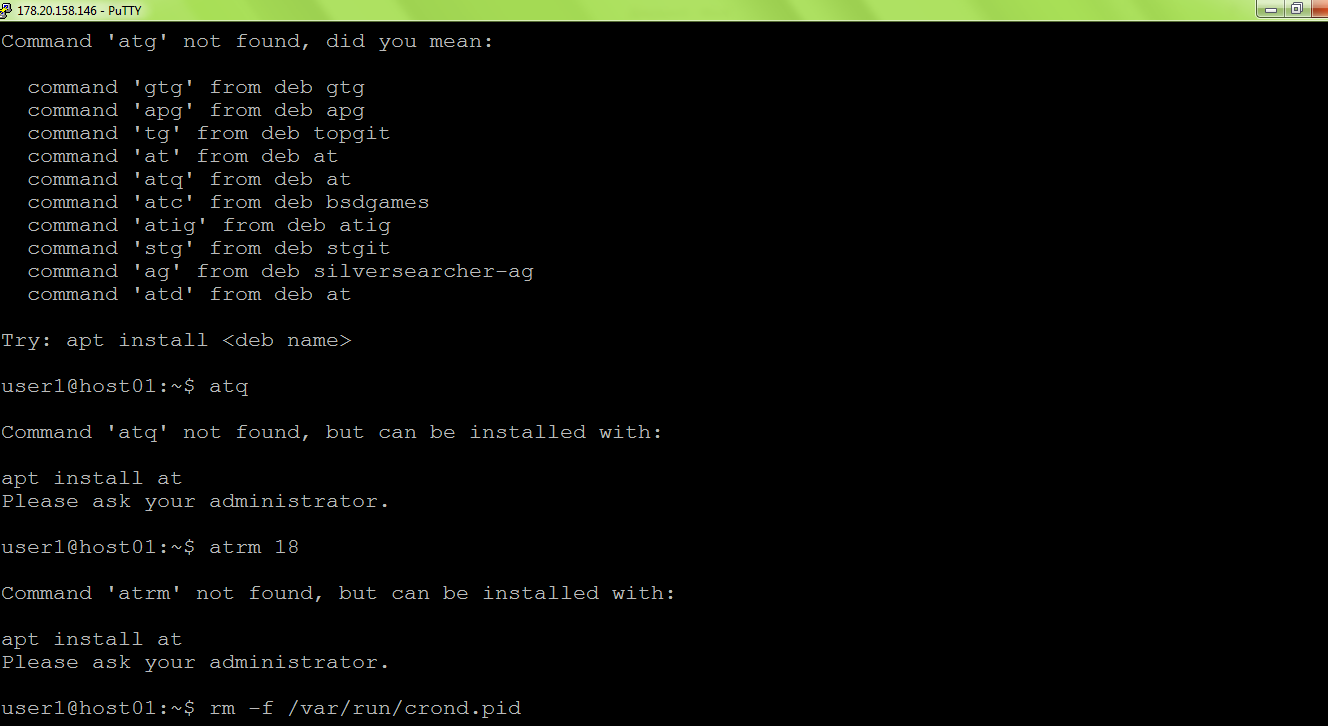 178.20.158.146 - PuTTY
Command 'atg' not found, did you mean:
command 'gtg' from deb gtg
command 'apg' from deb apg
command 'tg' from deb topgit
command 'at' from deb at
command 'atq' from deb at
command 'atc' from deb bsdgames
command 'atig' from deb atig
command 'stg' from deb stgit
command 'ag' from deb silversearcher-ag
command 'atd' from deb at
Try: apt install <deb name>
user1@host01:~$ atq
Command 'atq' not found, but can be installed with:
apt install at
Please ask your administrator.
user1@host01:~$ atrm 18
Command 'atrm' not found, but can be installed with:
apt install at
Please ask your administrator.
user1@host01:~$ rm -f /var/run/crond.pid